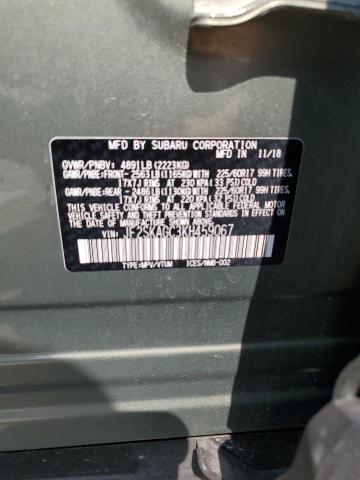 MFD BY SUBARU CORPORATION
GVWR/PNBV: 4891LB(2223KG) MADE IN 11/18
GAWR/PNBE:FRONT-2563LB(1165KG)WITH 225/60R17 99H TIRES
17X7J RIMS AT 230 KPA(33 PSI)COLD
GAWR/PNBE:REAR -2486LB(1130KG)WITH 225/60R17 99H TIRES
17X7J RIMS AT 220 KPA(32 PSI)COLD
THIS VEHICLE CONFORMS TO ALL APPLICABLE FEDERAL MOTOR VEHICLE SAFETY AND
THEFT PREVENTION STANDARDS IN EFFECT ON
THE DATE OF MANUFACTURE SHOWN ABOVE.
VIN: JF2SKAGC3KH459067
TYPE:MPV/VTUM ICES/NMB-002